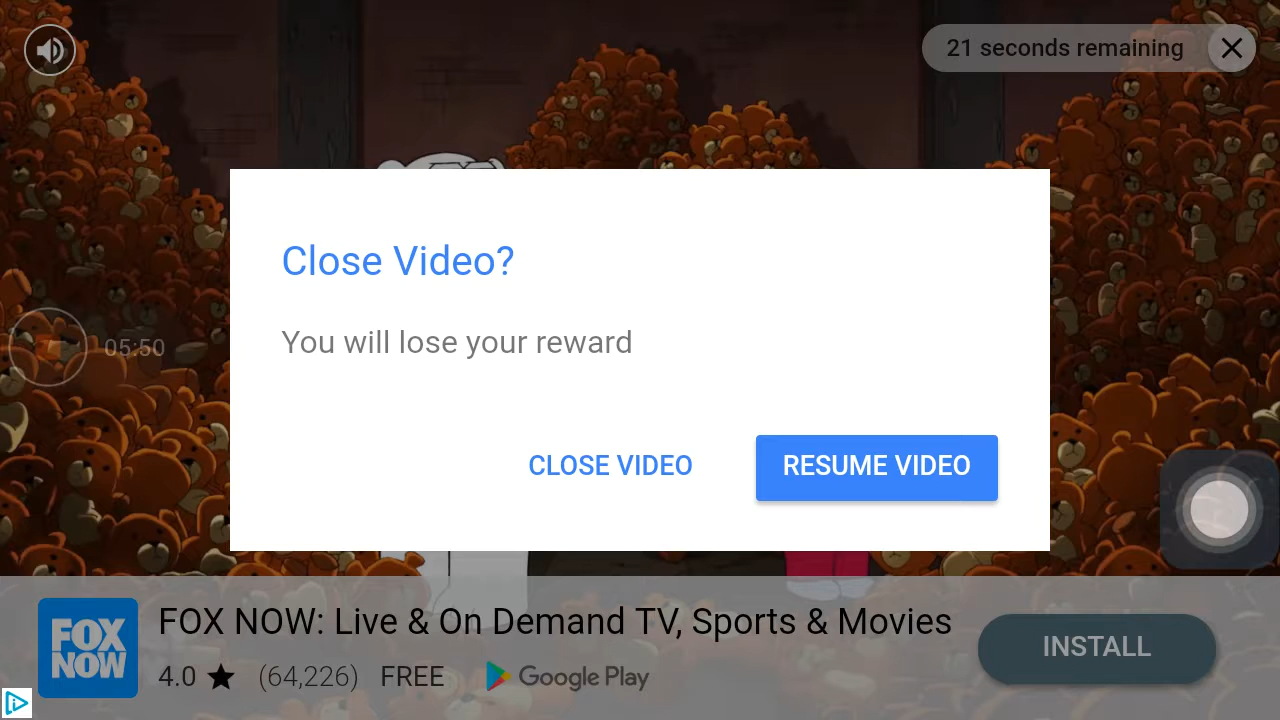 21 seconds remaining
Close Video?
You will lose your reward
05:50
CLOSE VIDEO
RESUME VIDEO
FOX NOW
FOX NOW: Live & On Demand TV, Sports & Movies
4.0 ★ (64,226) FREE Google Play
INSTALL